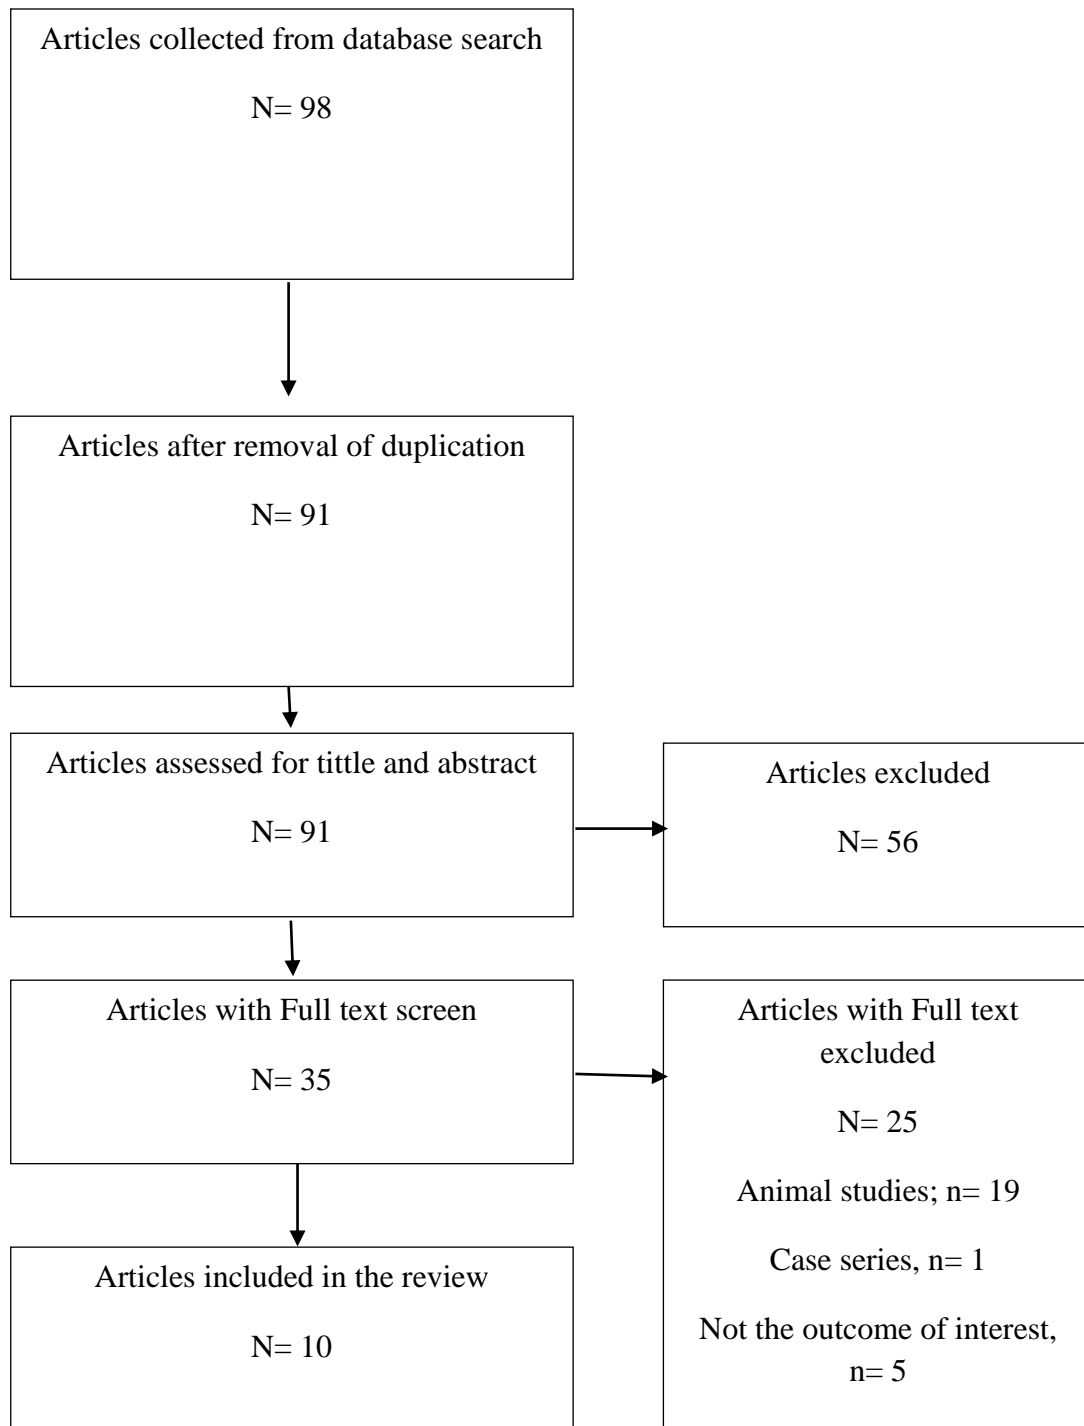 Articles collected from database search
N= 98
Articles after removal of duplication
N= 91
Articles assessed for tittle and abstract
N= 91
Articles excluded
N= 56
Articles with Full text screen
N= 35
Articles with Full text
excluded
N= 25
Animal studies; n= 19
Case series, n= 1
Not the outcome of interest,
n= 5
Articles included in the review
N= 10